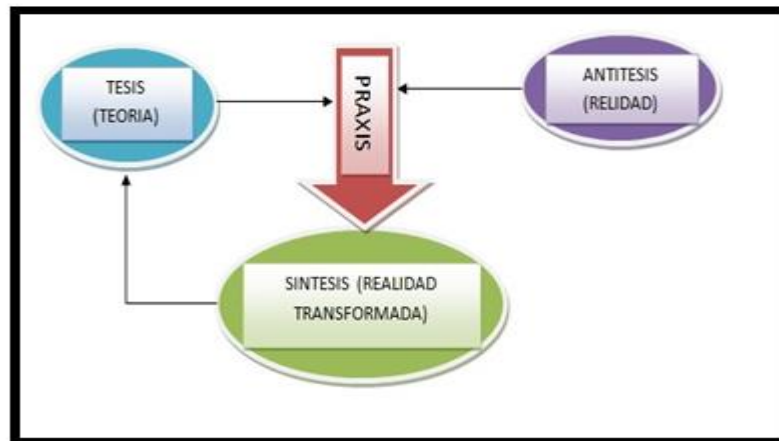 TESIS
(TEORIA)
PRAXIS
ANTITESIS
(RELIDAD)
SINTESIS (REALIDAD
TRANSFORMADA)